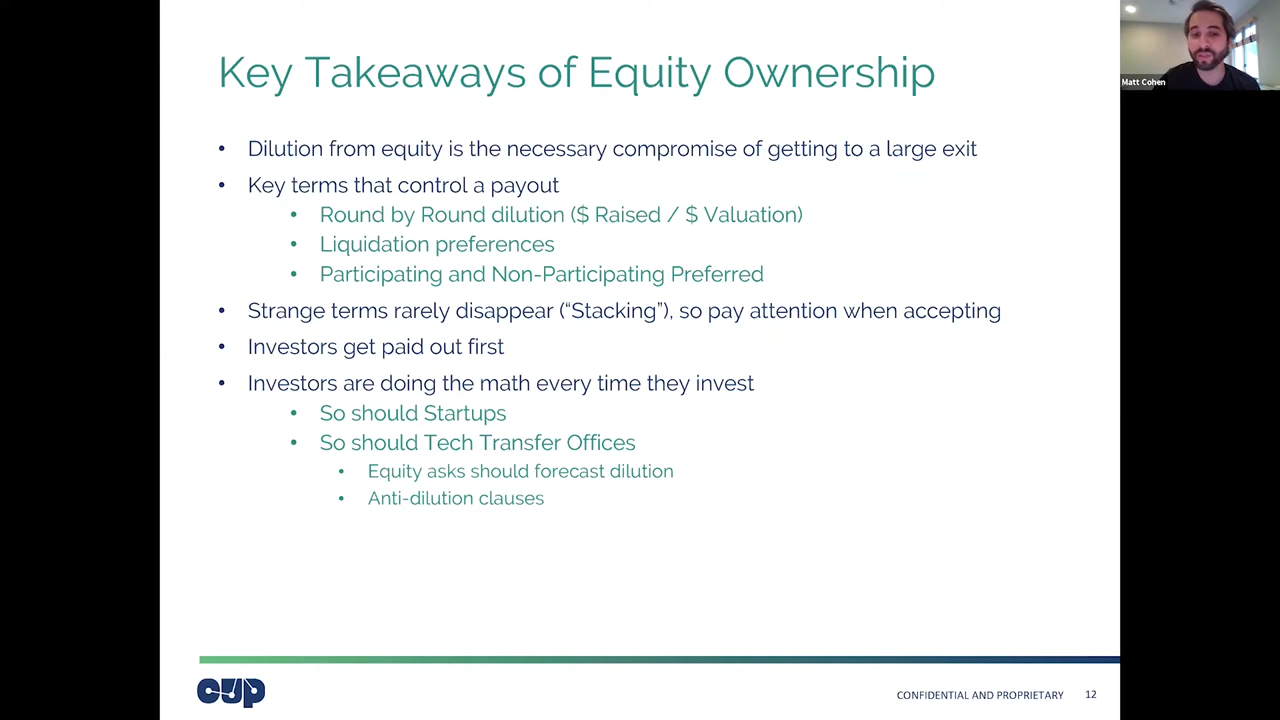 Key Takeaways of Equity Ownership
Matt Cohen
• Dilution from equity is the necessary compromise of getting to a large exit
• Key terms that control a payout
• Round by Round dilution ($ Raised / $ Valuation)
• Liquidation preferences
• Participating and Non-Participating Preferred
• Strange terms rarely disappear (“Stacking”), so pay attention when accepting
• Investors get paid out first
• Investors are doing the math every time they invest
• So should Startups
• So should Tech Transfer Offices
• Equity asks should forecast dilution
• Anti-dilution clauses
cup
CONFIDENTIAL AND PROPRIETARY 12